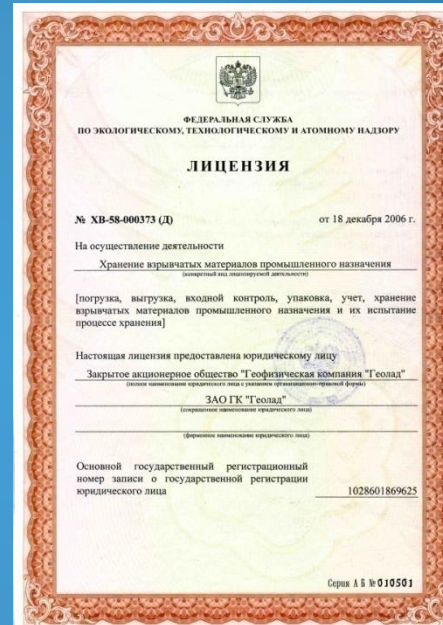 ФЕДЕРАЛЬНАЯ СЛУЖБА
ПО ЭКОЛОГИЧЕСКОМУ, ТЕХНОЛОГИЧЕСКОМУ И АТОМНОМУ НАДЗОРУ
ЛИЦЕНЗИЯ
№ ХВ-58-000373 (Д) от 18 декабря 2006 г.
На осуществление деятельности
Хранение взрывчатых материалов промышленного назначения
(конкретный вид лицензируемой деятельности)
[погрузка, выгрузка, входной контроль, упаковка, учет, хранение
взрывчатых материалов промышленного назначения и их испытание
процессе хранения]
Настоящая лицензия предоставлена юридическому лицу
Закрытое акционерное общество "Геофизическая компания "Геолад"
(полное наименование юридического лица с указанием организационно-правовой формы)
ЗАО ГК "Геолад"
(сокращенное наименование юридического лица)
(фирменное наименование юридического лица)
Основной государственный регистрационный
номер записи о государственной регистрации
юридического лица 1028601869625
Серия А Б № 010501